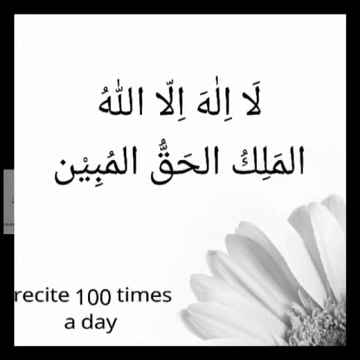 لَا اِلٰهَ اِلّا اللّٰهُ
المَلِكُ الحَقُّ المُبِيْن
recite 100 times
a day